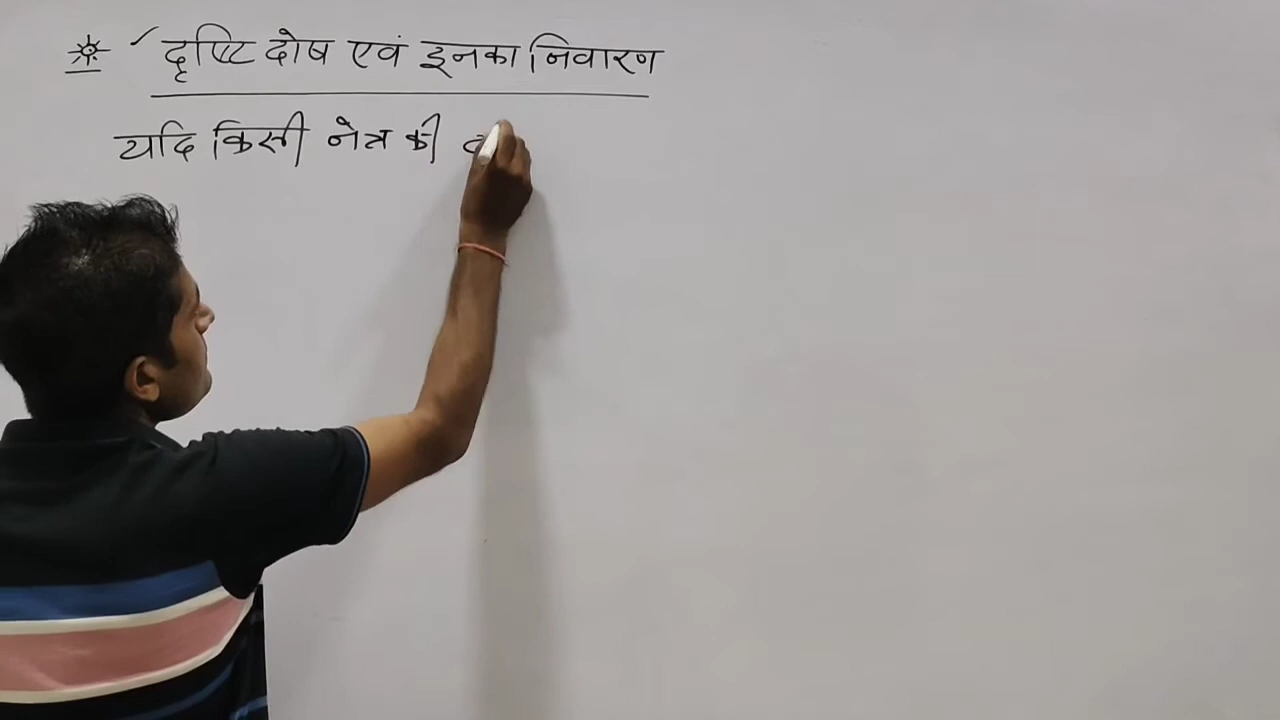 दृष्टि दोष एवं इनका निवारण
यदि किसी नेत्र की